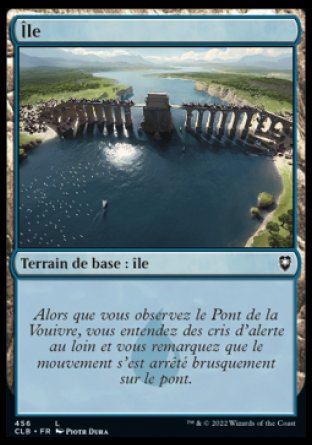 Île
Terrain de base : île
Alors que vous observez le Pont de la
Vouivre, vous entendez des cris d'alerte
au loin et vous remarquez que le
mouvement s'est arrêté brusquement
sur le pont.
456 L
CLB • FR Piotr Dura
™ & © 2022 Wizards of the Coast